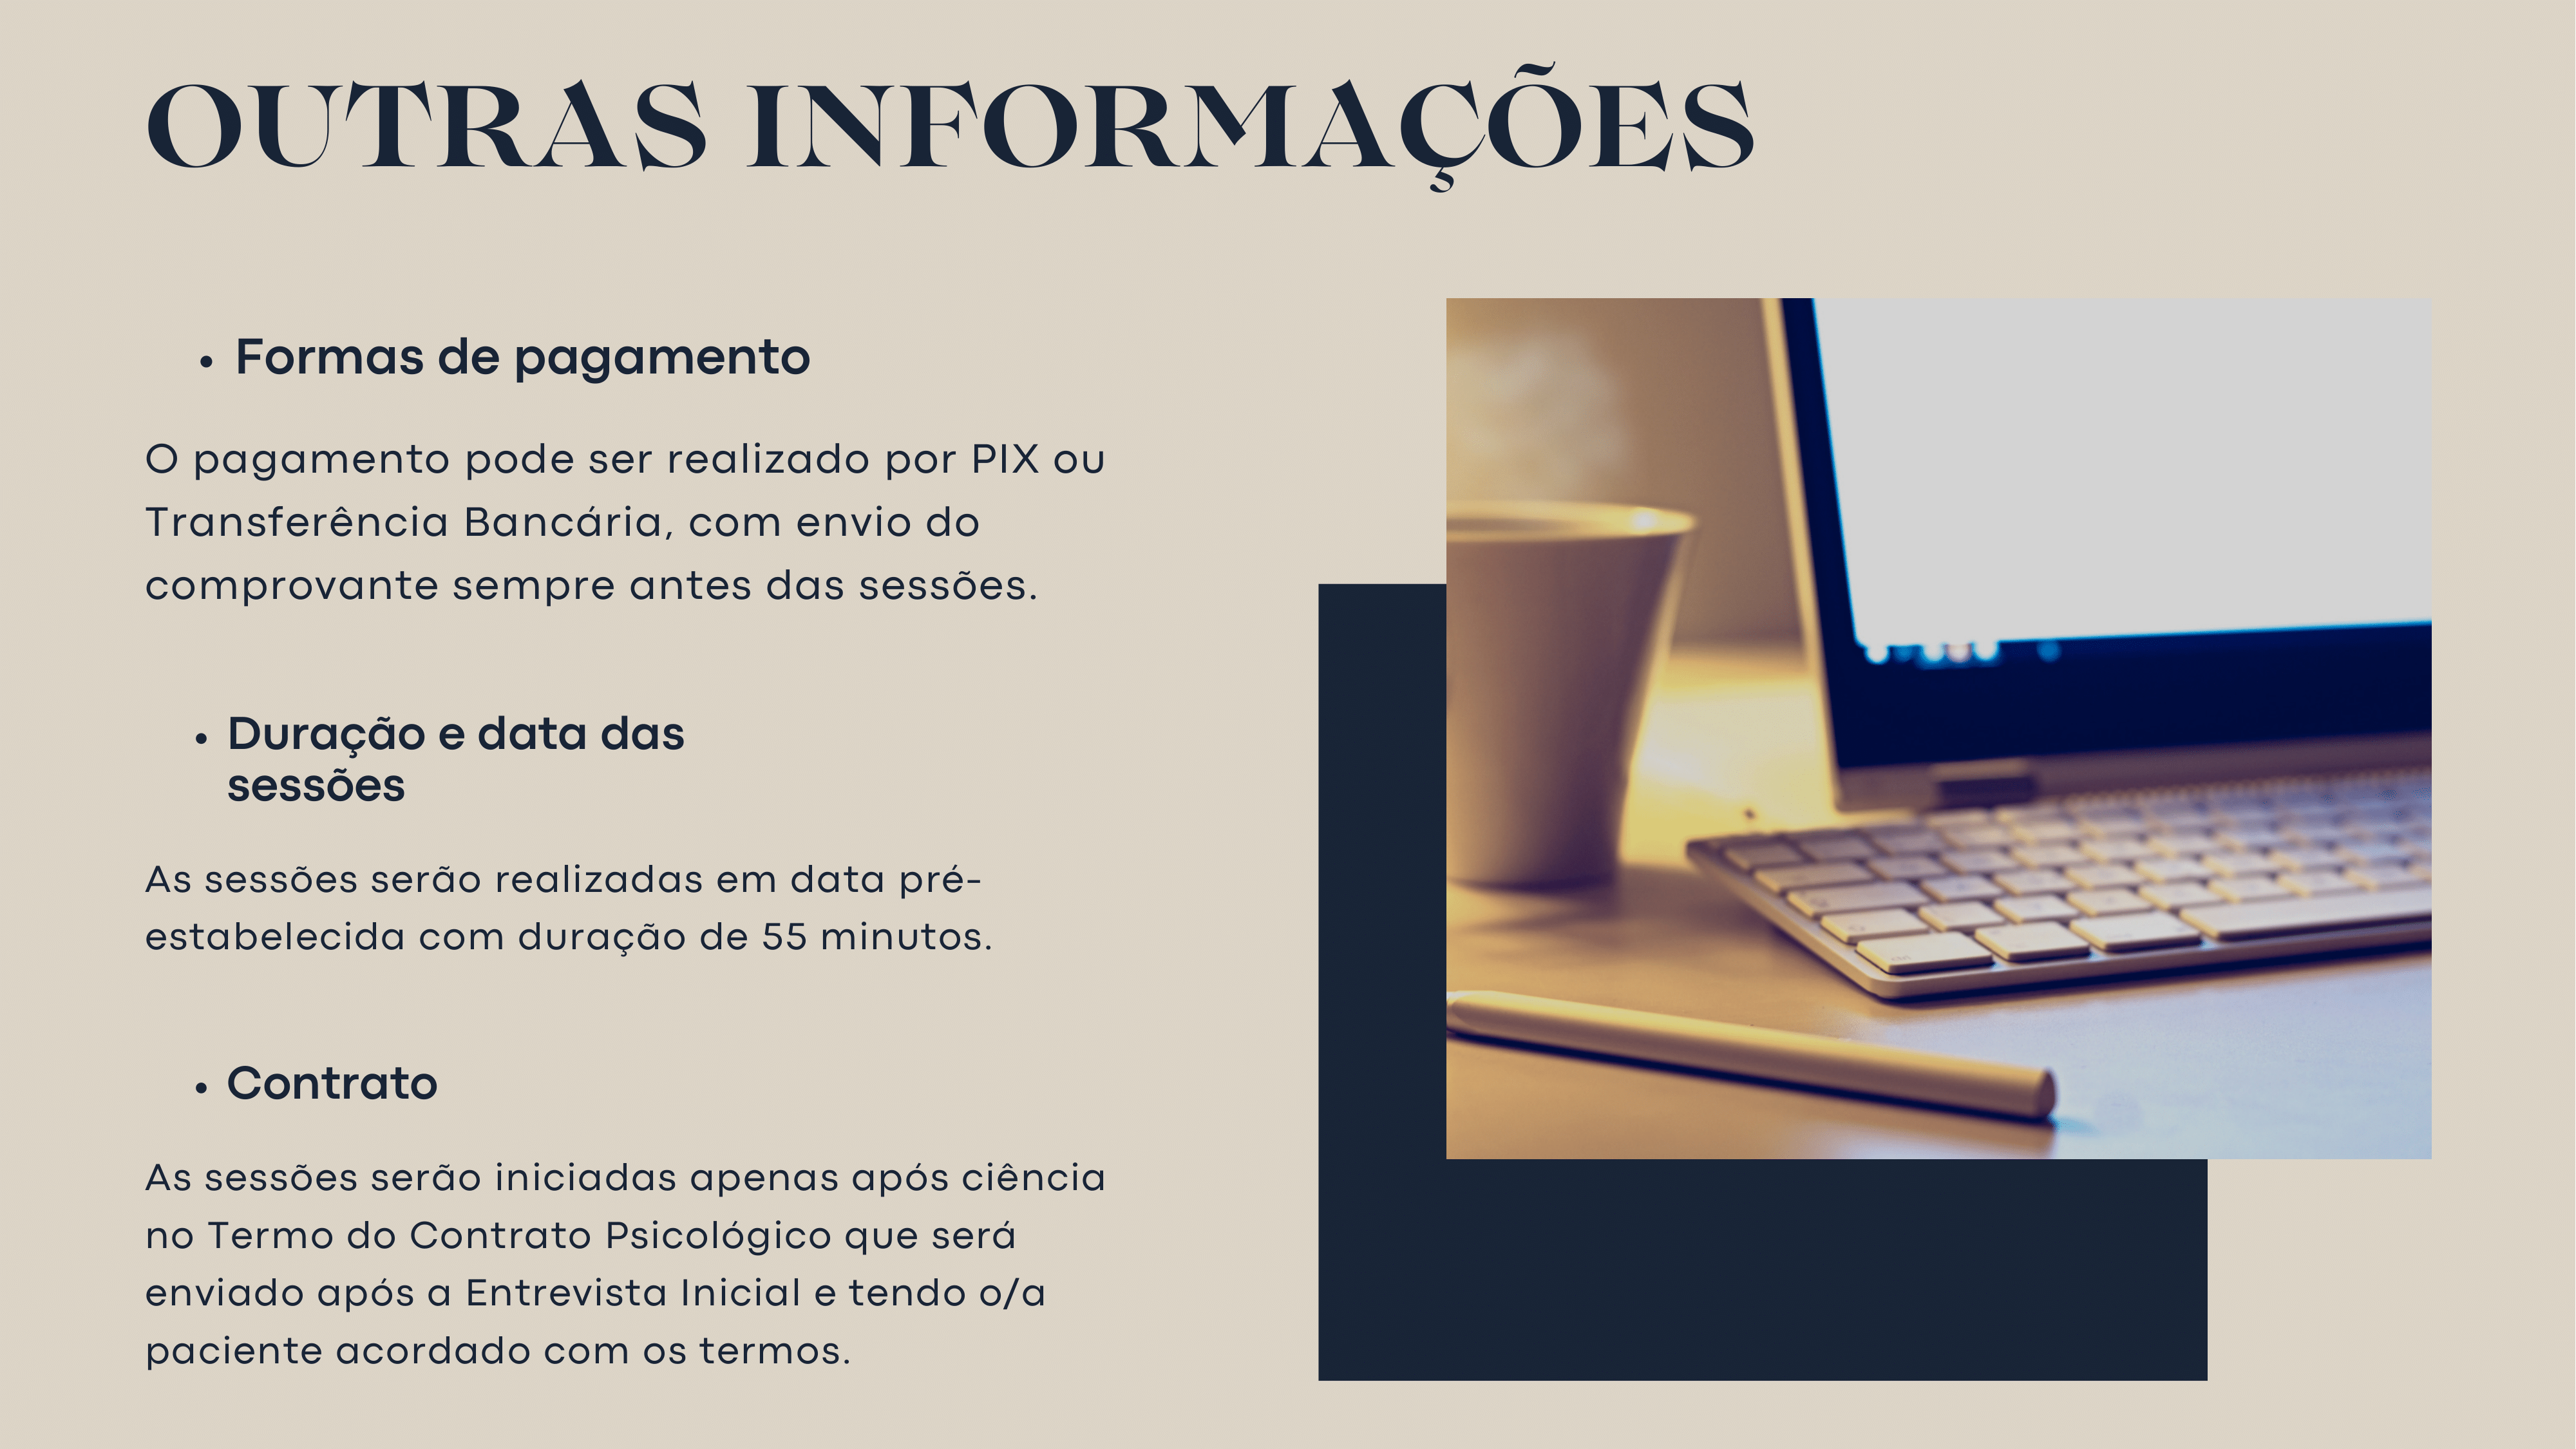 OUTRAS INFORMAÇÕES
• Formas de pagamento
O pagamento pode ser realizado por PIX ou
Transferência Bancária, com envio do
comprovante sempre antes das sessões.
• Duração e data das
sessões
As sessões serão realizadas em data pré-
estabelecida com duração de 55 minutos.
• Contrato
As sessões serão iniciadas apenas após ciência
no Termo do Contrato Psicológico que será
enviado após a Entrevista Inicial e tendo o/a
paciente acordado com os termos.